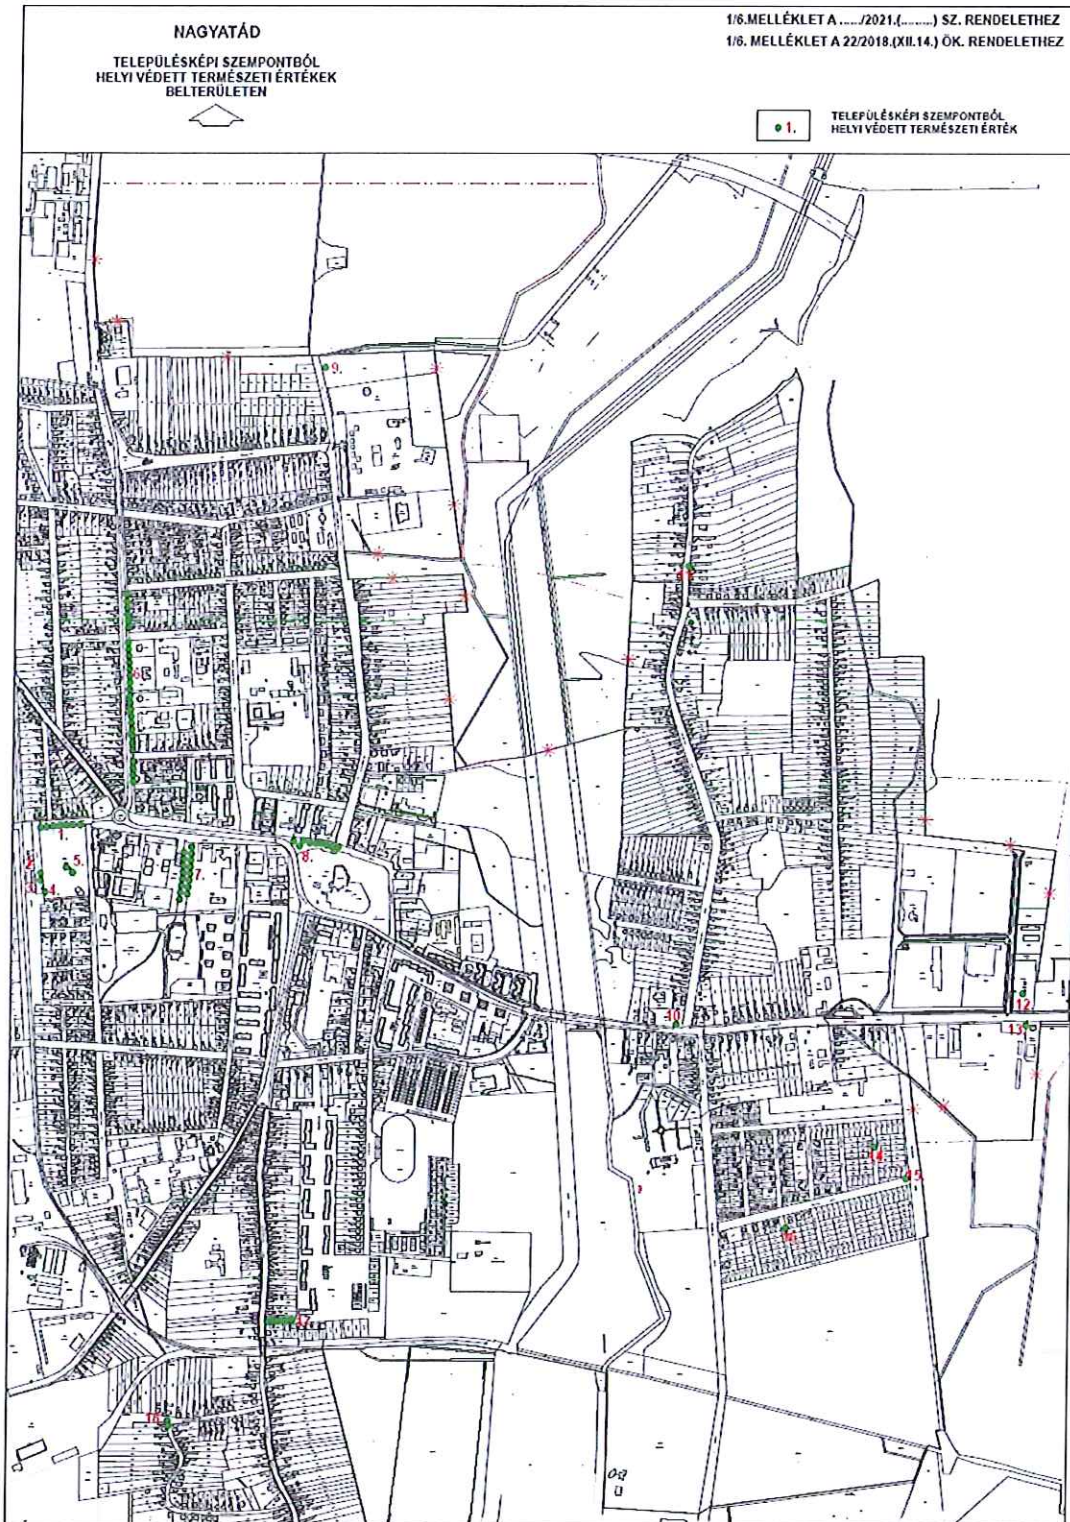 NAGYATÁD
TELEPÜLÉSKÉPI SZEMPONTBÓL
HELYI VÉDETT TERMÉSZETI ÉRTÉKEK
BELTERÜLETEN
1/6.MELLÉKLET A ....../2021.(.........) SZ. RENDELETHEZ
1/6. MELLÉKLET A 22/2018.(XII.14.) ÖK. RENDELETHEZ
1.
TELEPÜLÉSKÉPI SZEMPONTBÓL
HELYI VÉDETT TERMÉSZETI ÉRTÉK
9.
6.
1.
2.
3.
4.
5.
7.
8.
10.
12.
13.
14.
15.
16.
17.
18.